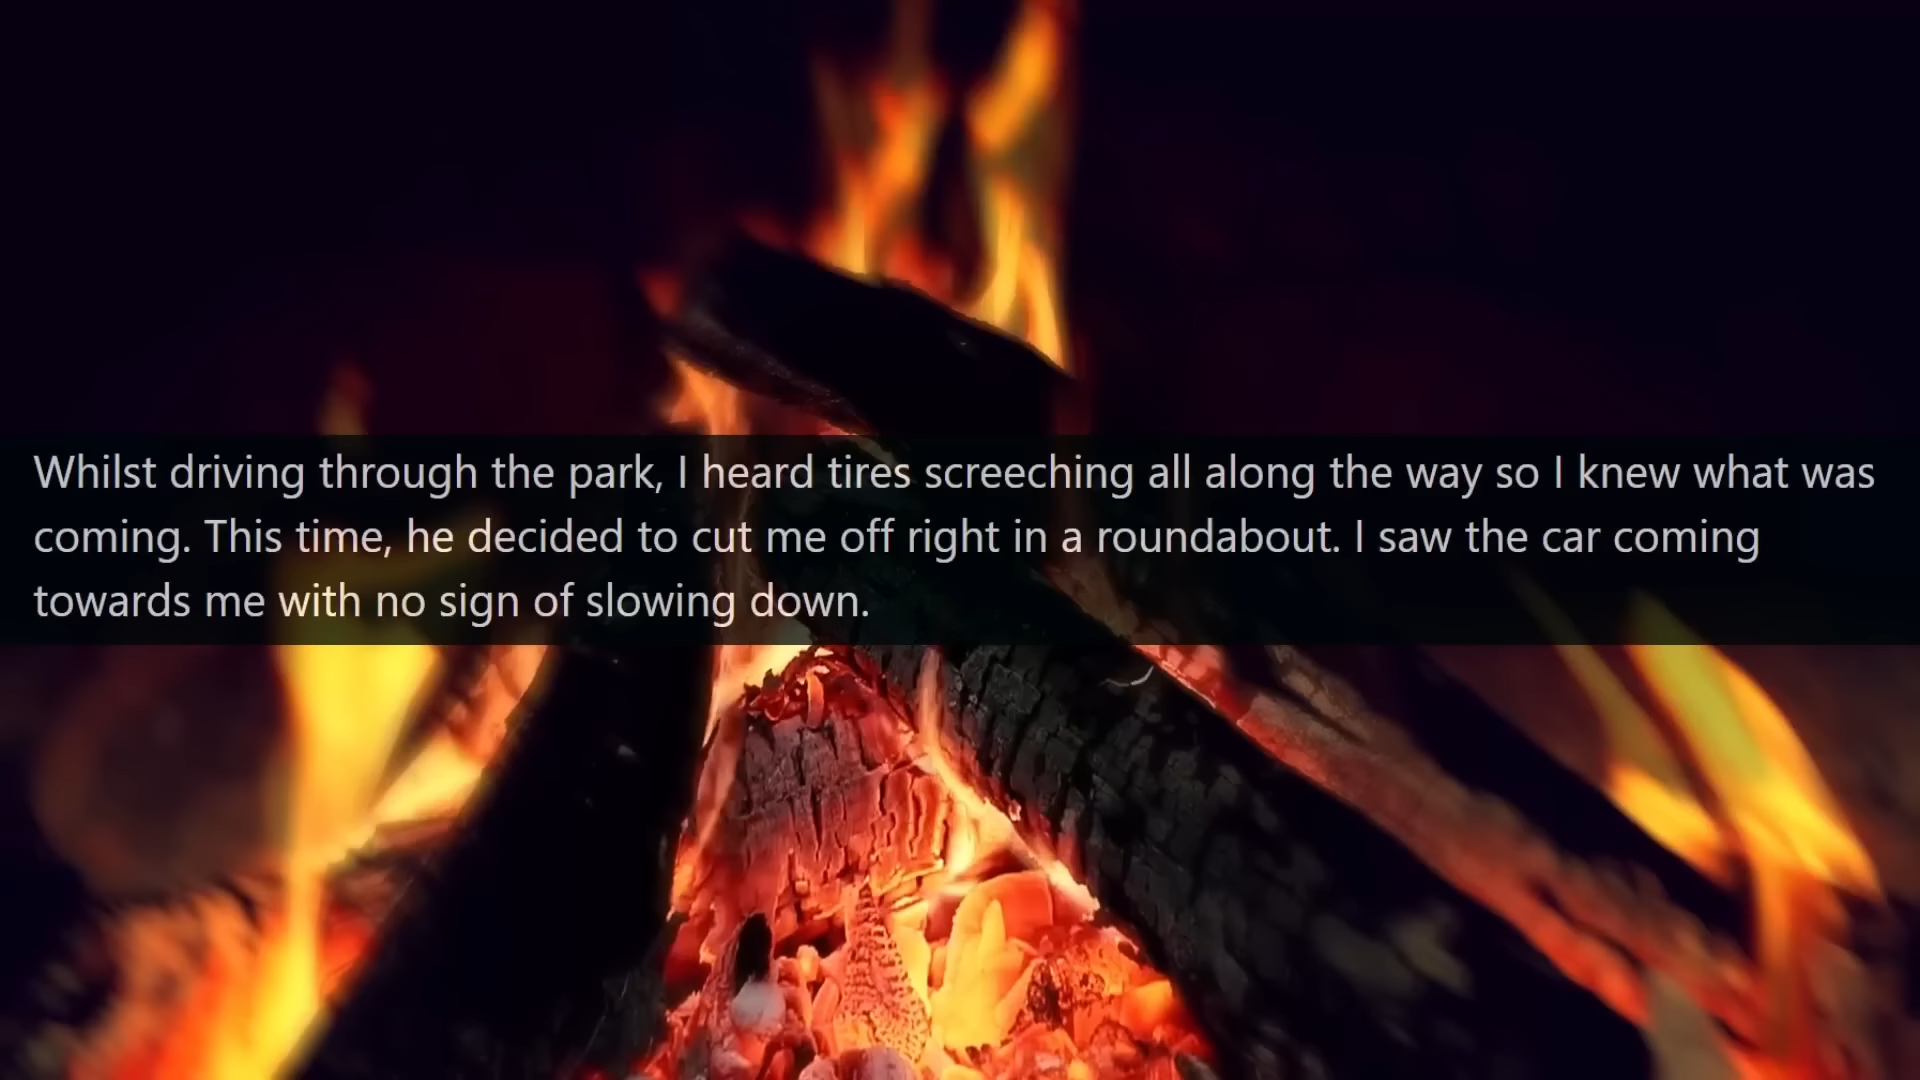 Whilst driving through the park, I heard tires screeching all along the way so I knew what was
coming. This time, he decided to cut me off right in a roundabout. I saw the car coming
towards me with no sign of slowing down.